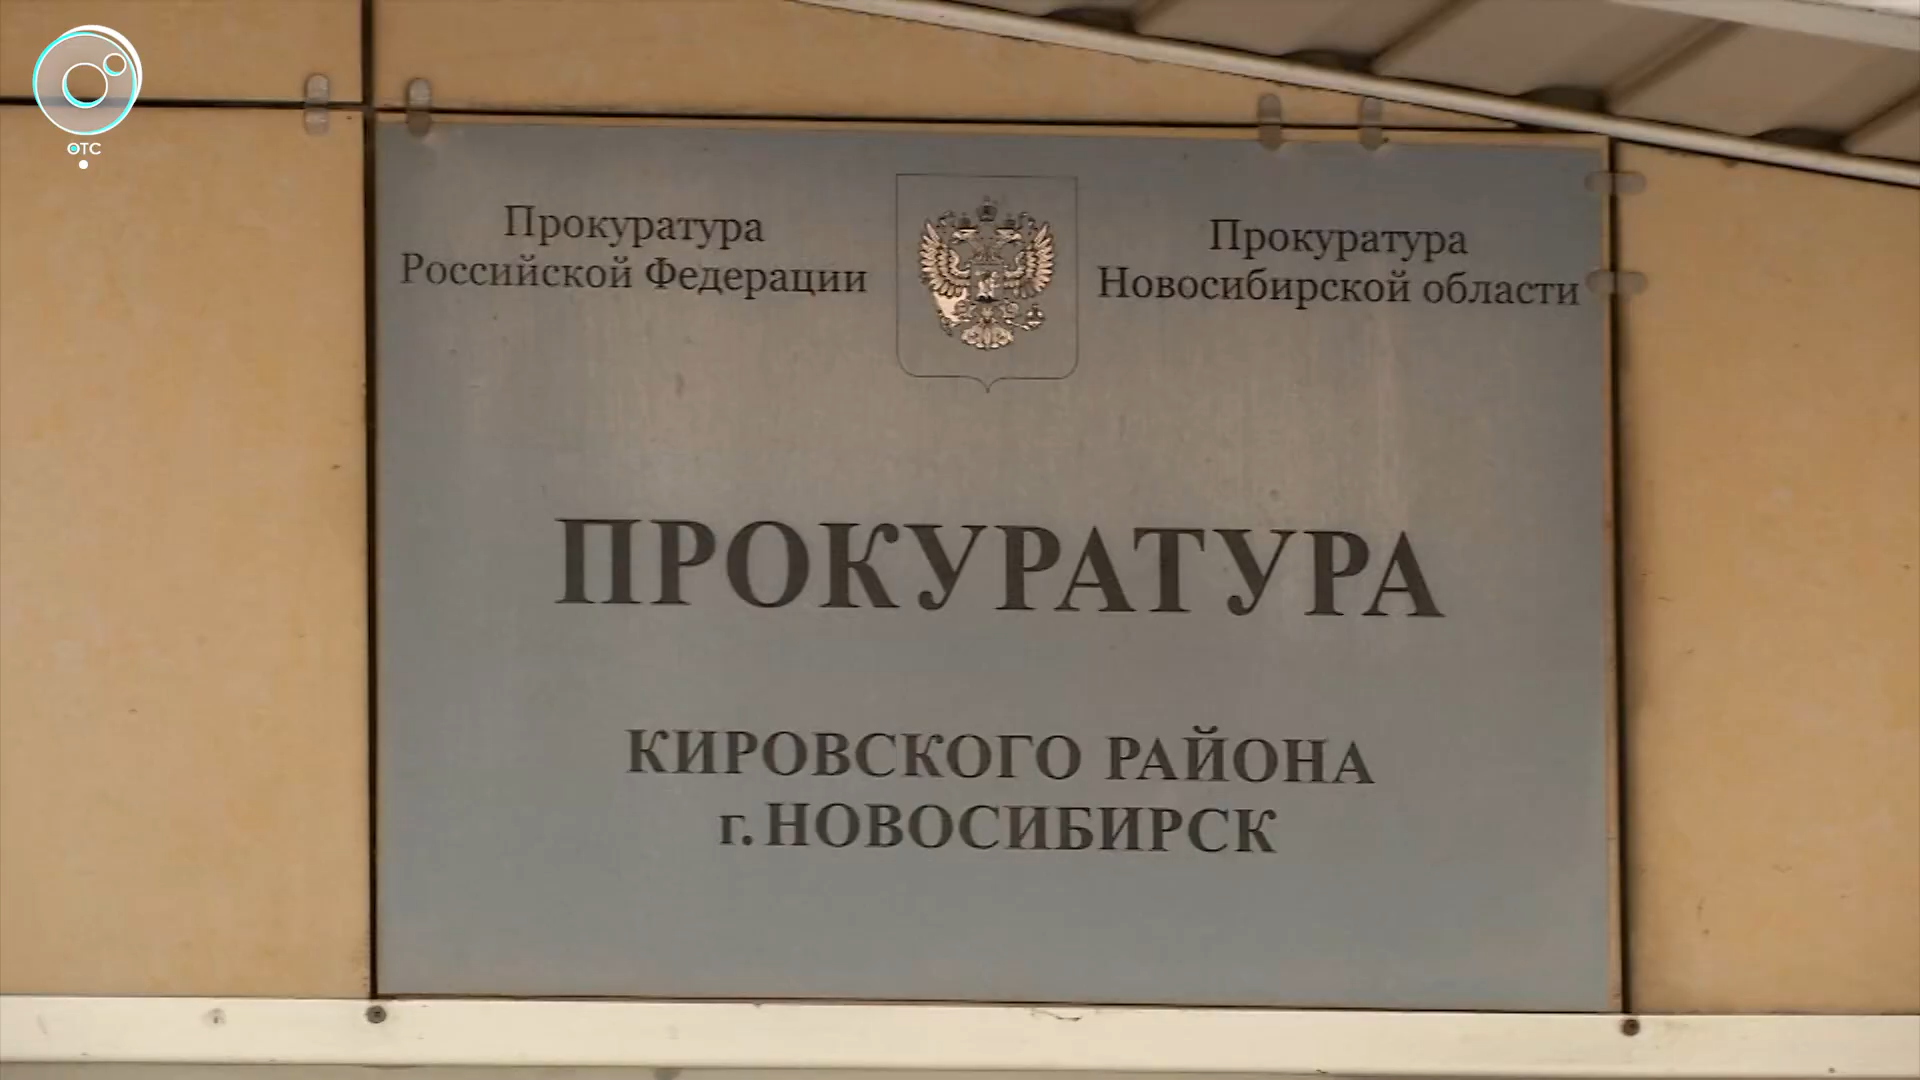 ОТС
Прокуратура
Российской Федерации
Прокуратура
Новосибирской области
ПРОКУРАТУРА
КИРОВСКОГО РАЙОНА
г. НОВОСИБИРСК